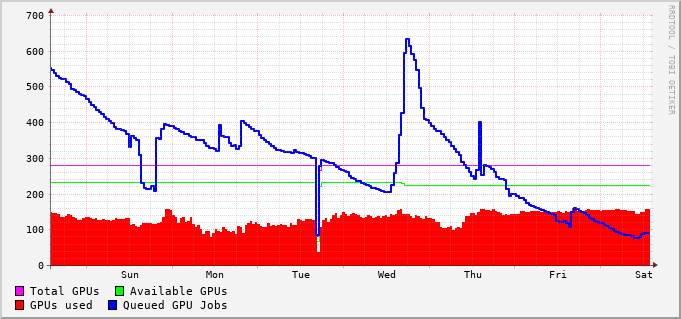 700
600
500
400
300
200
100
0
Sun Mon Tue Wed Thu Fri Sat
Total GPUs Available GPUs
GPUs used Queued GPU Jobs
RRDTOOL / TOBI OETIKER